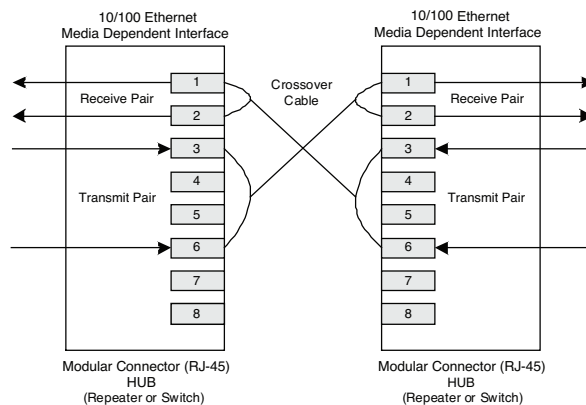 10/100 Ethernet
Media Dependent Interface
10/100 Ethernet
Media Dependent Interface
Crossover
Cable
1
Receive Pair
2
3
4
Transmit Pair
5
6
7
8
1
Receive Pair
2
3
4
Transmit Pair
5
6
7
8
Modular Connector (RJ-45)
HUB
(Repeater or Switch)
Modular Connector (RJ-45)
HUB
(Repeater or Switch)